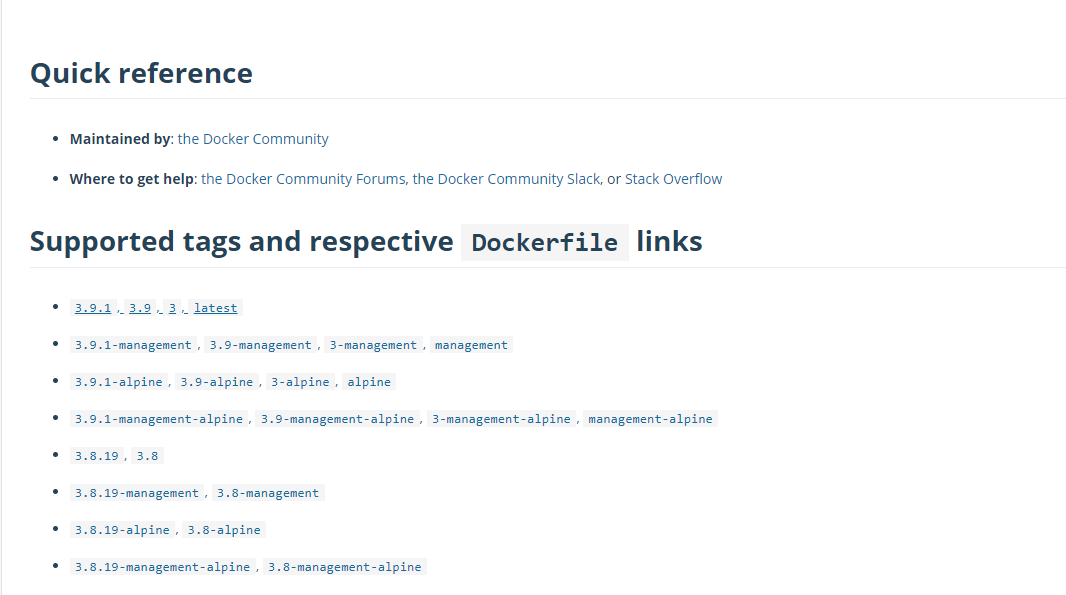 Quick reference
• Maintained by: the Docker Community
• Where to get help: the Docker Community Forums, the Docker Community Slack, or Stack Overflow
Supported tags and respective Dockerfile links
• 3.9.1, 3.9, 3, latest
• 3.9.1-management, 3.9-management, 3-management, management
• 3.9.1-alpine, 3.9-alpine, 3-alpine, alpine
• 3.9.1-management-alpine, 3.9-management-alpine, 3-management-alpine, management-alpine
• 3.8.19, 3.8
• 3.8.19-management, 3.8-management
• 3.8.19-alpine, 3.8-alpine
• 3.8.19-management-alpine, 3.8-management-alpine